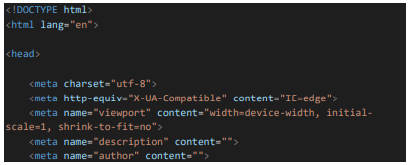 <!DOCTYPE html>
<html lang="en">
<head>
<meta charset="utf-8">
<meta http-equiv="X-UA-Compatible" content="IE=edge">
<meta name="viewport" content="width=device-width, initial-
scale=1, shrink-to-fit=no">
<meta name="description" content="">
<meta name="author" content="">